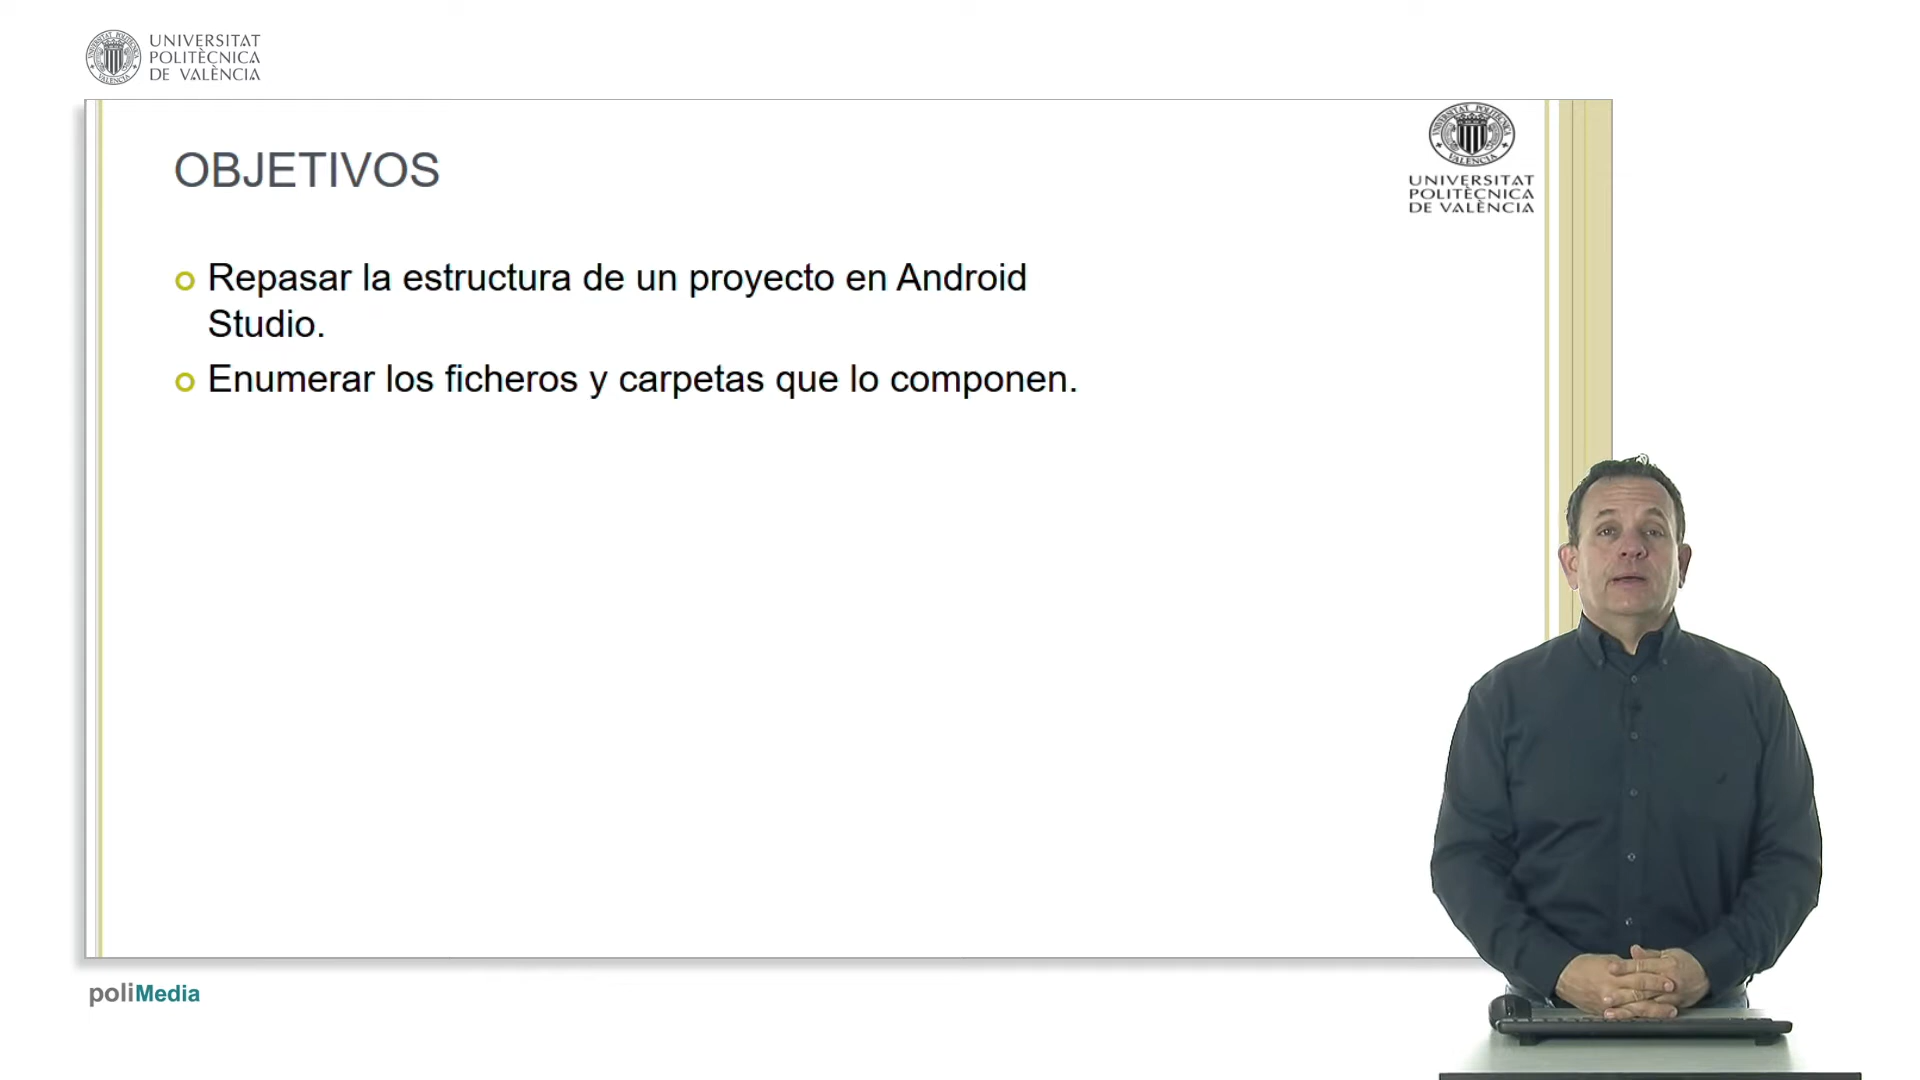 UNIVERSITAT
POLITÈCNICA
DE VALÈNCIA
UNIVERSITAT
POLITÈCNICA
DE VALÈNCIA
OBJETIVOS
Repasar la estructura de un proyecto en Android
Studio.
Enumerar los ficheros y carpetas que lo componen.
poliMedia